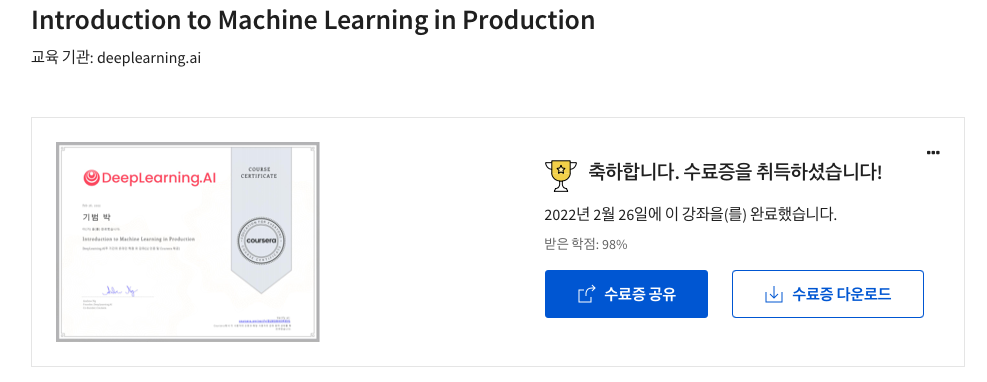 Introduction to Machine Learning in Production
교육 기관: deeplearning.ai
DeepLearning.AI
COURSE
CERTIFICATE
기범 박
Introduction to Machine Learning in Production
coursera
축하합니다. 수료증을 취득하셨습니다!
2022년 2월 26일에 이 강좌을(를) 완료했습니다.
받은 학점: 98%
수료증 공유
수료증 다운로드